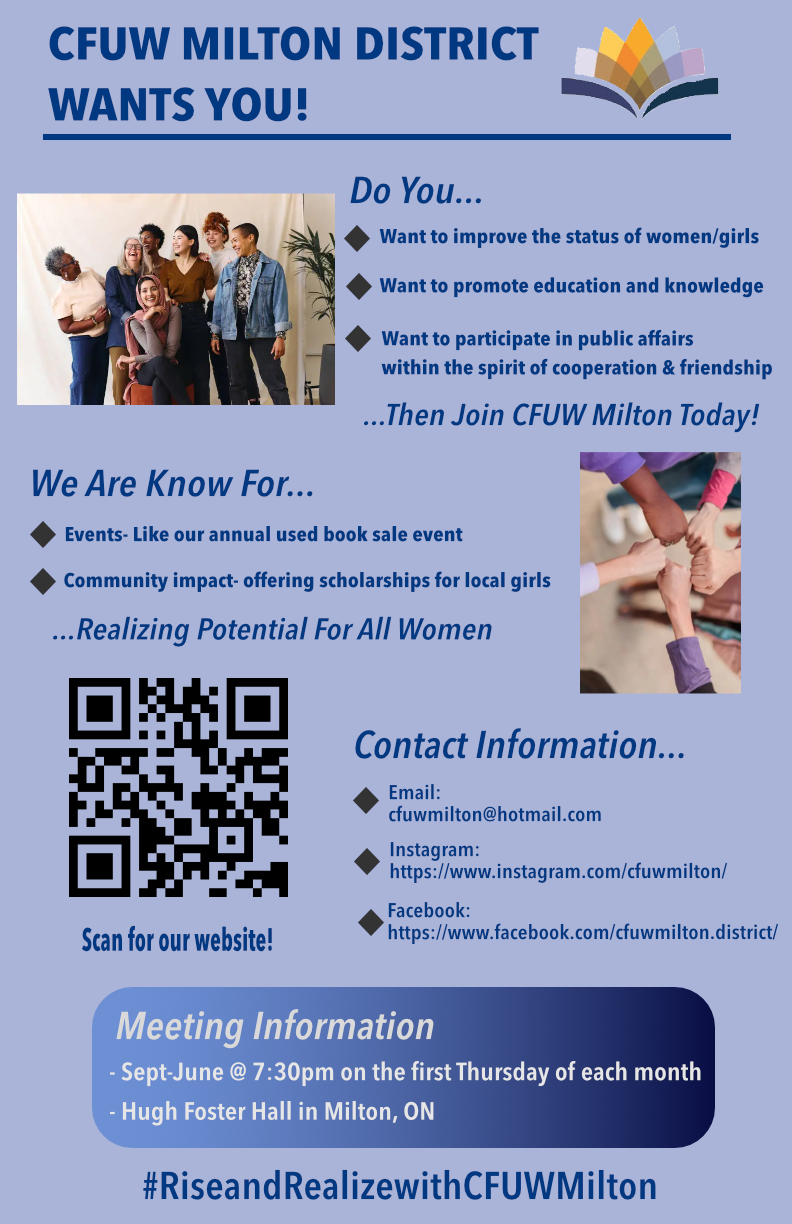 CFUW MILTON DISTRICT
WANTS YOU!
Do You...
Want to improve the status of women/girls
Want to promote education and knowledge
Want to participate in public affairs
within the spirit of cooperation & friendship
...Then Join CFUW Milton Today!
We Are Know For...
Events- Like our annual used book sale event
Community impact- offering scholarships for local girls
...Realizing Potential For All Women
Scan for our website!
Contact Information...
Email:
cfuwmilton@hotmail.com
Instagram:
https://www.instagram.com/cfuwmilton/
Facebook:
https://www.facebook.com/cfuwmilton.district/
Meeting Information
- Sept-June @ 7:30pm on the first Thursday of each month
- Hugh Foster Hall in Milton, ON
#RiseandRealizewithCFUWMilton